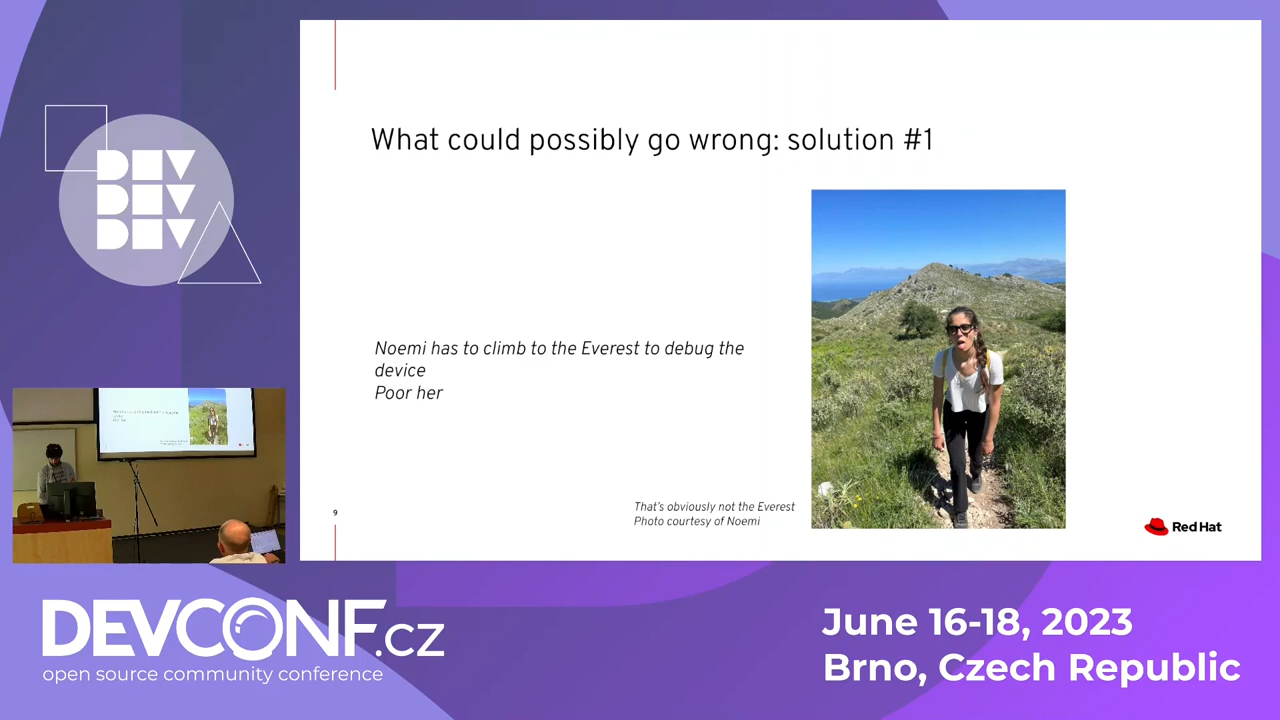 DEV
DEV
DEV
What could possibly go wrong: solution #1
Noemi has to climb to the Everest to debug the
device
Poor her
That's obviously not the Everest
Photo courtesy of Noemi
9
Red Hat
DEVCONF.cz
open source community conference
June 16-18, 2023
Brno, Czech Republic